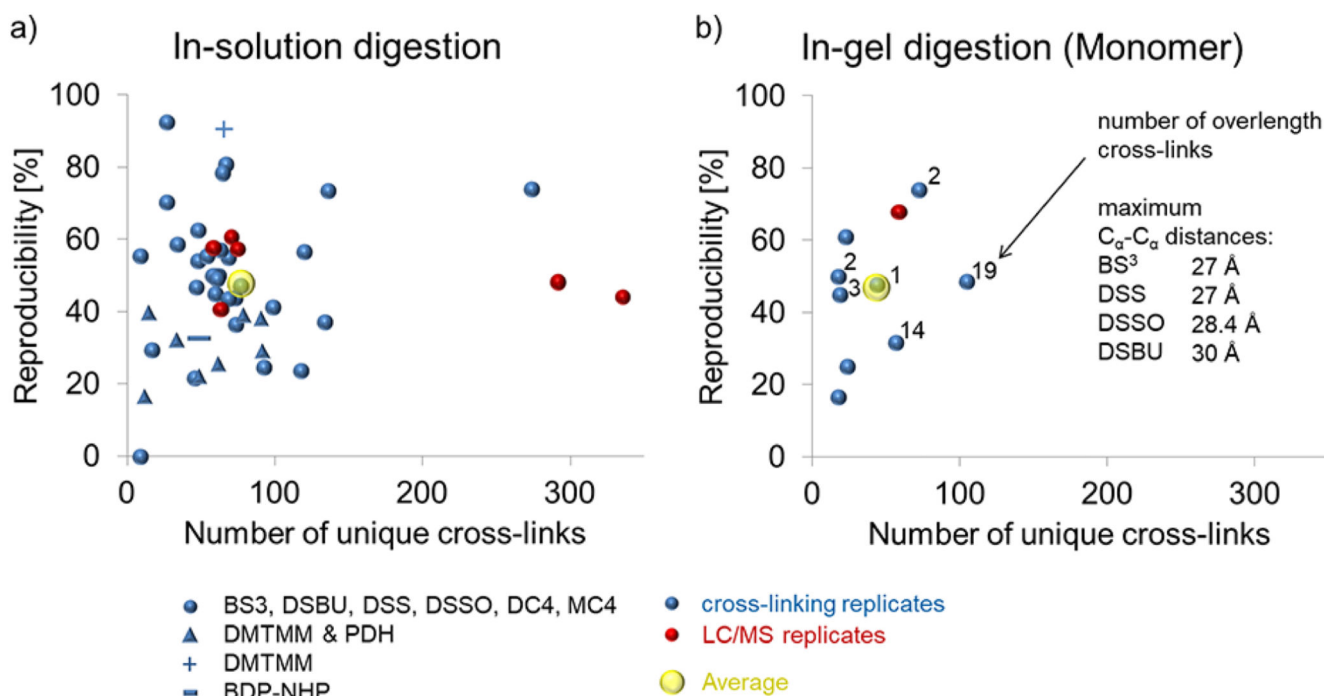 a)
In-solution digestion
Reproducibility [%]
100
80
60
40
20
0
0
100
200
300
Number of unique cross-links
b)
In-gel digestion (Monomer)
Reproducibility [%]
100
80
60
40
20
0
0
100
200
300
Number of unique cross-links
number of overlength
cross-links
2
2
1
3
19
14
maximum
Cα-Cα distances:
BS³ 27 Å
DSS 27 Å
DSSO 28.4 Å
DSBU 30 Å
BS3, DSBU, DSS, DSSO, DC4, MC4
DMTMM & PDH
DMTMM
BDP-NHP
cross-linking replicates
LC/MS replicates
Average